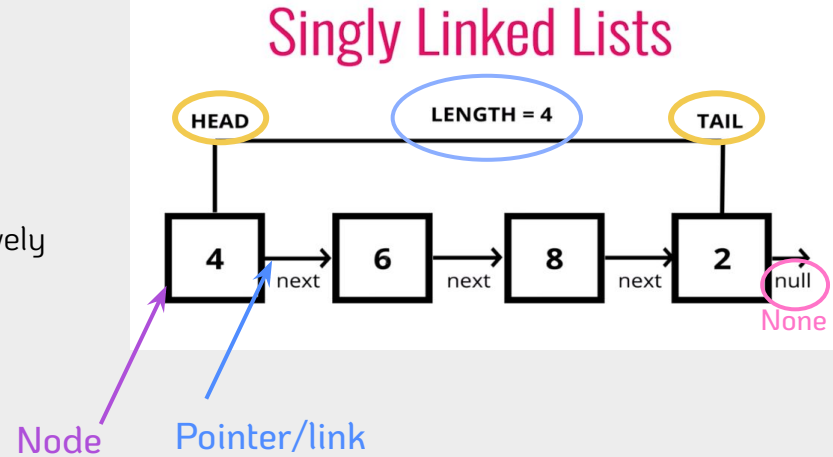 Singly Linked Lists
HEAD LENGTH = 4 TAIL
4 6 8 2
next next next null
None
Node Pointer/link